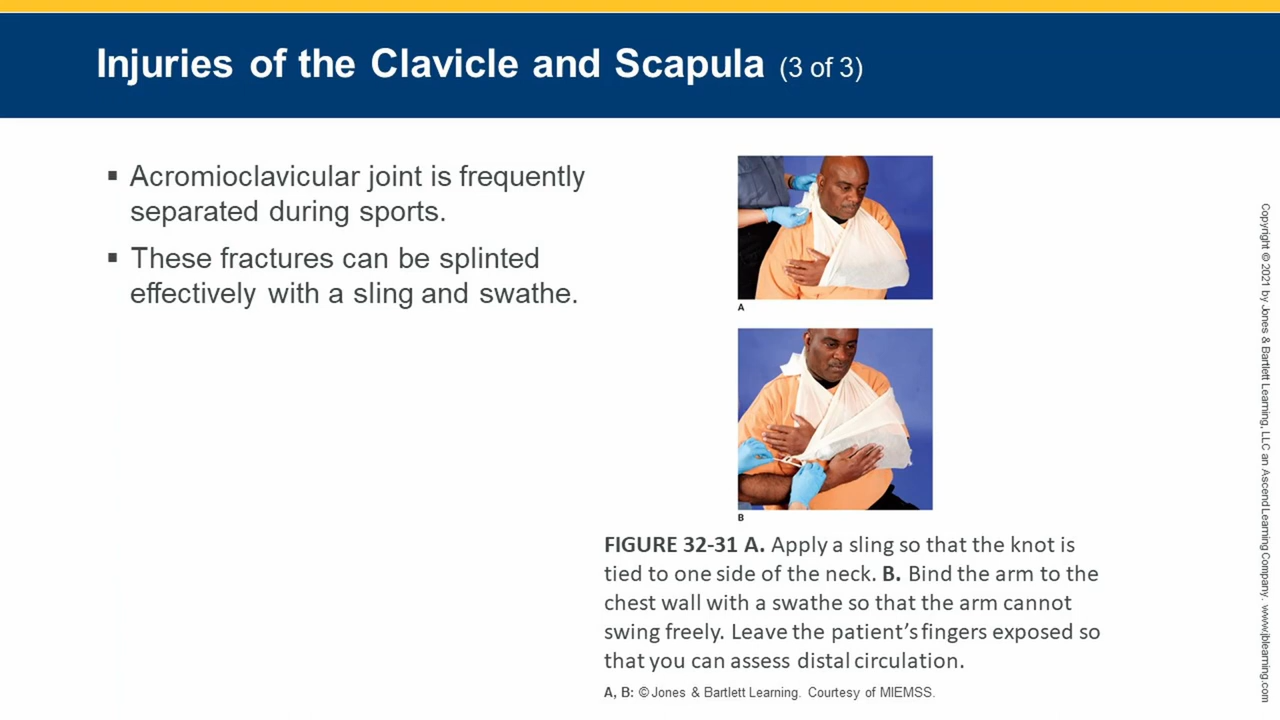 Injuries of the Clavicle and Scapula (3 of 3)
▪ Acromioclavicular joint is frequently
separated during sports.
▪ These fractures can be splinted
effectively with a sling and swathe.
A
B
FIGURE 32-31 A. Apply a sling so that the knot is
tied to one side of the neck. B. Bind the arm to the
chest wall with a swathe so that the arm cannot
swing freely. Leave the patient’s fingers exposed so
that you can assess distal circulation.
A, B: © Jones & Bartlett Learning. Courtesy of MIEMSS.
Copyright © 2021 by Jones & Bartlett Learning, LLC an Ascend Learning Company. www.jblearning.com